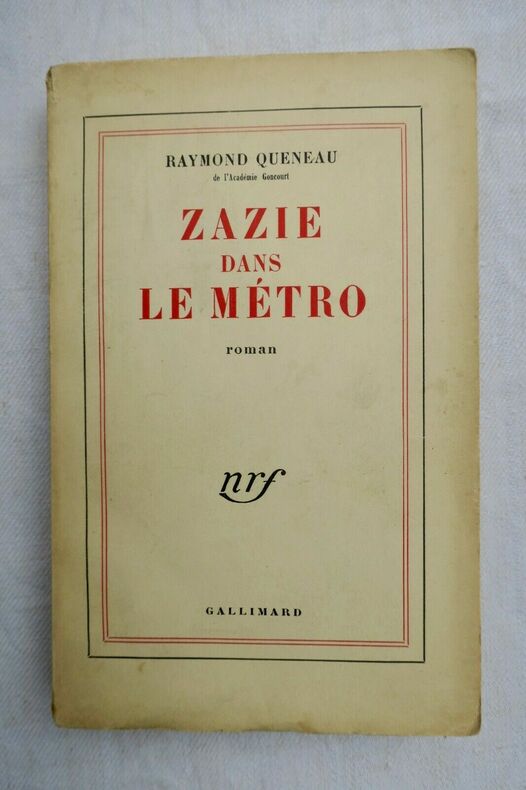 RAYMOND QUENEAU
de l'Académie Goncourt
ZAZIE
DANS
LE MÉTRO
roman
nrf
GALLIMARD